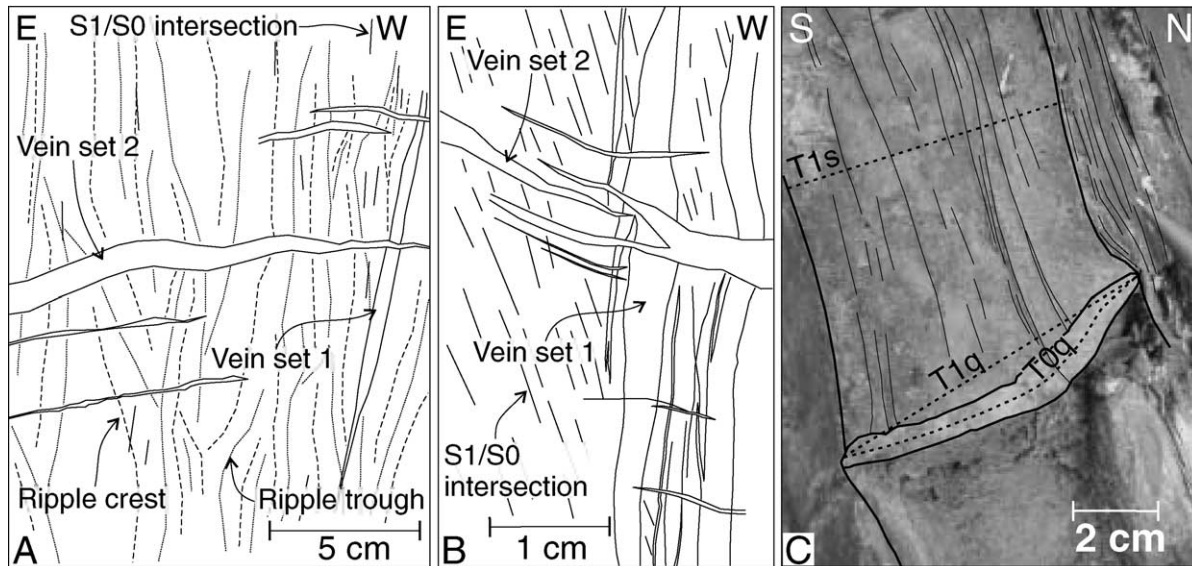 E
S1/S0 intersection
W
Vein set 2
Vein set 1
Ripple crest
Ripple trough
5 cm
A
E
W
Vein set 2
Vein set 1
S1/S0
intersection
1 cm
B
S
N
T1s
T1q
T0q
2 cm
C